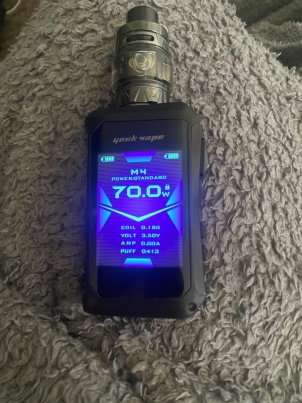 geek vape
M4
POWER/STANDARD
70.0W
COIL 0.18Ω
VOLT 3.50V
AMP 0.00A
PUFF 0413